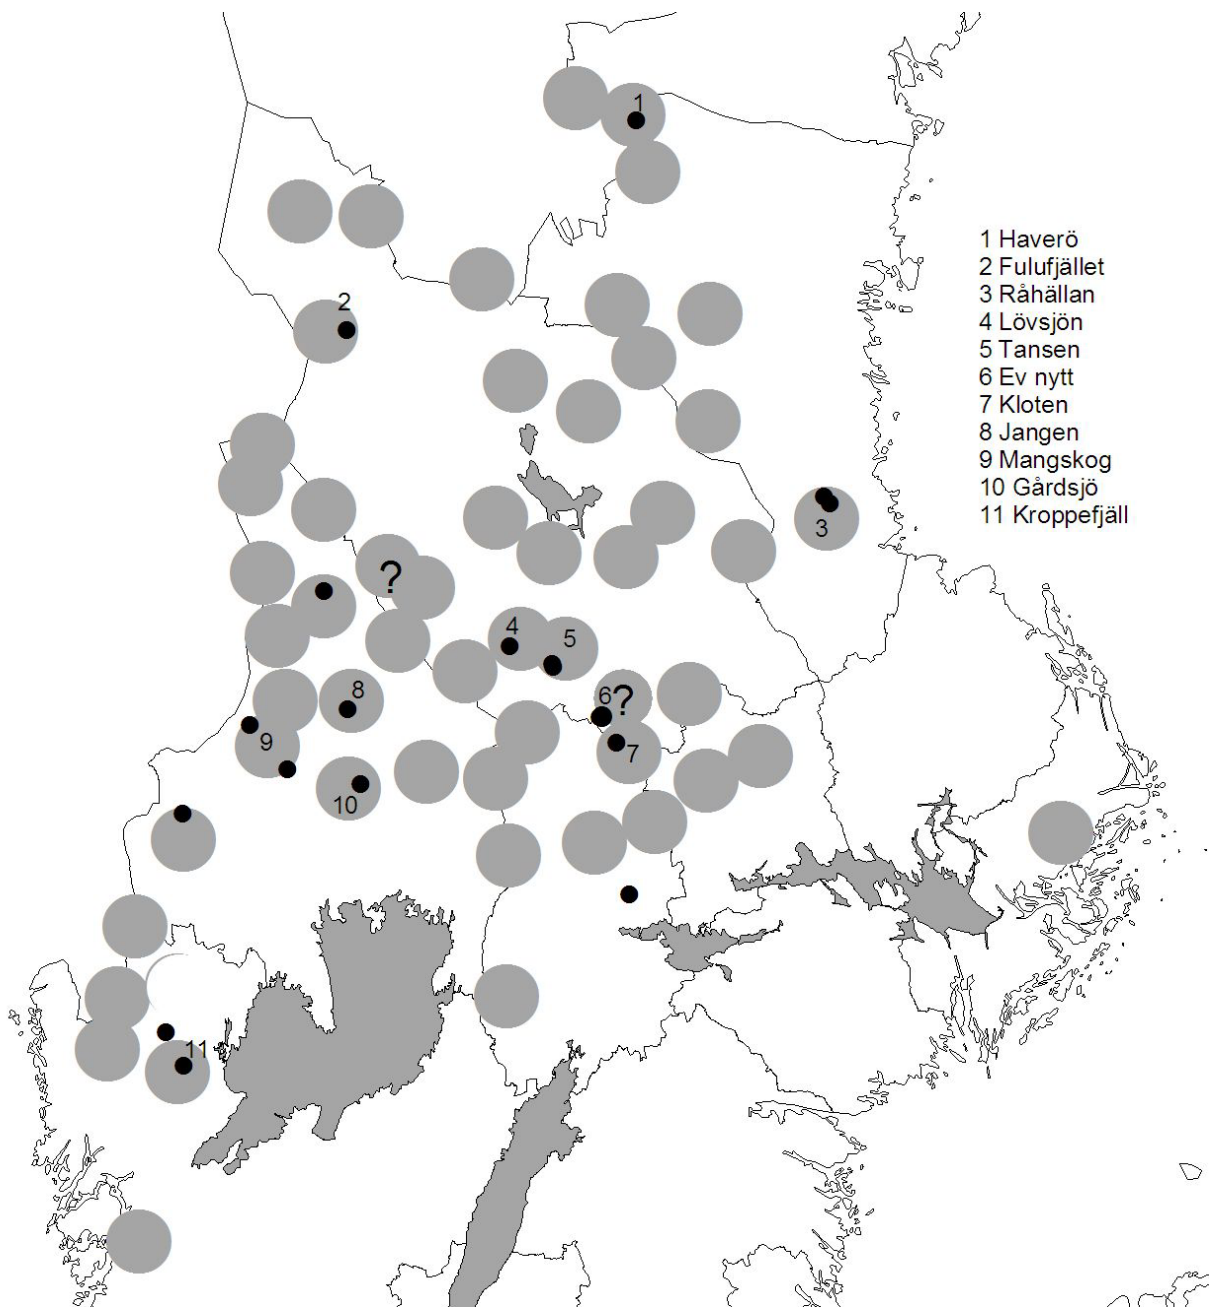 1
1 Haverö
2 Fulufjället
3 Råhällan
2
4 Lövsjön
5 Tansen
6 Ev nytt
7 Kloten
8 Jangen
9 Mangskog
10 Gårdsjö
11 Kroppefjäll
3
?
4
5
8
6 ?
9
7
10
11